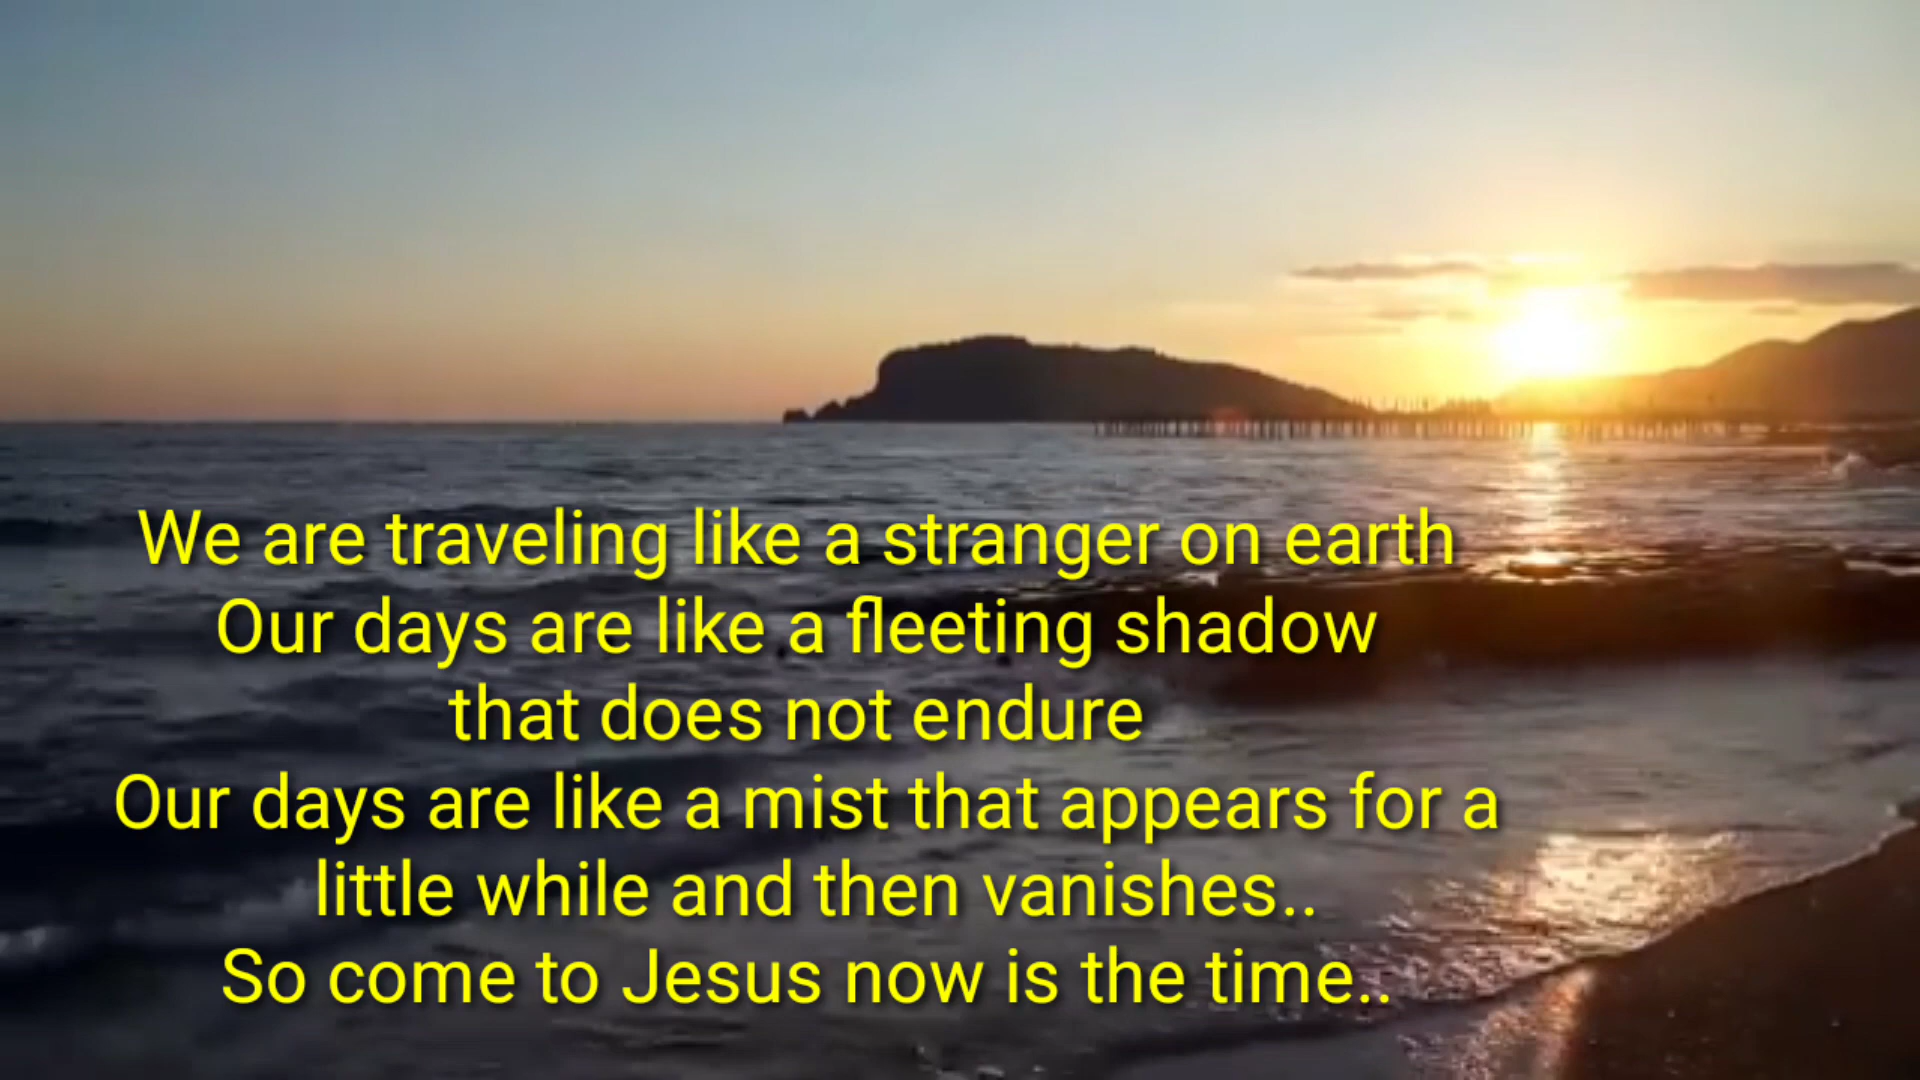 We are traveling like a stranger on earth
Our days are like a fleeting shadow
that does not endure
Our days are like a mist that appears for a
little while and then vanishes..
So come to Jesus now is the time..